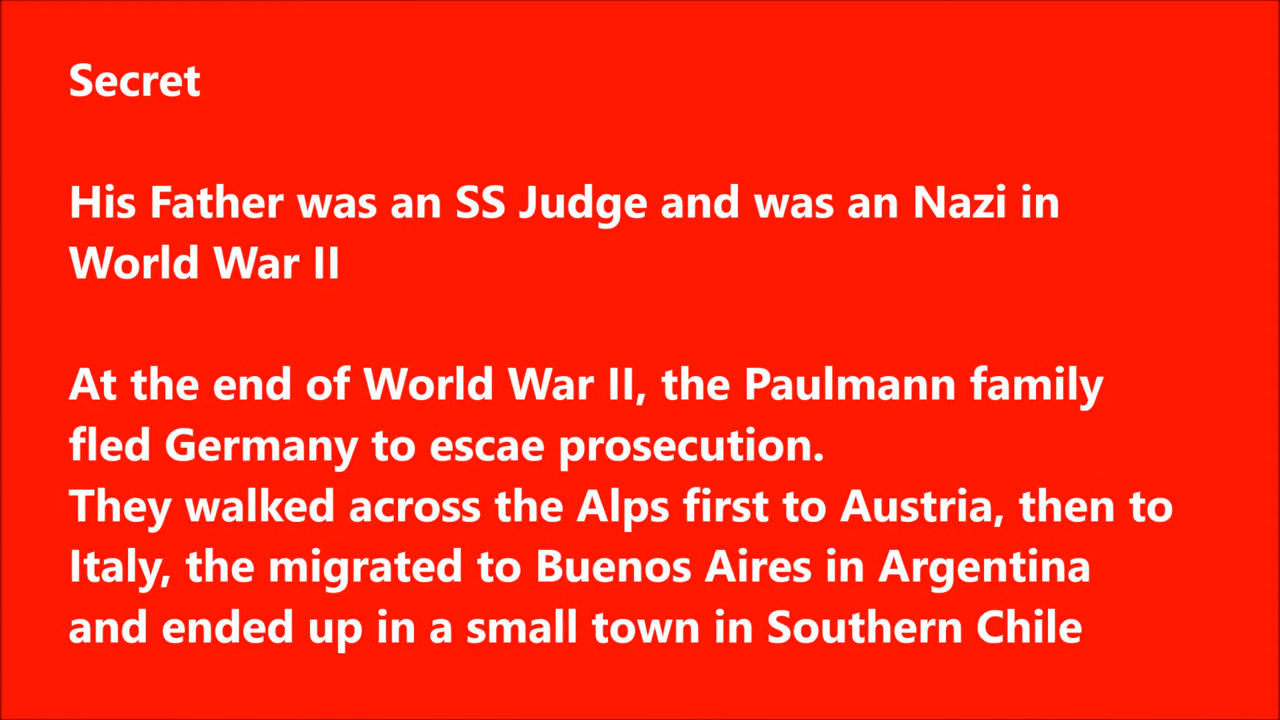 Secret
His Father was an SS Judge and was an Nazi in
World War II
At the end of World War II, the Paulmann family
fled Germany to escae prosecution.
They walked across the Alps first to Austria, then to
Italy, the migrated to Buenos Aires in Argentina
and ended up in a small town in Southern Chile